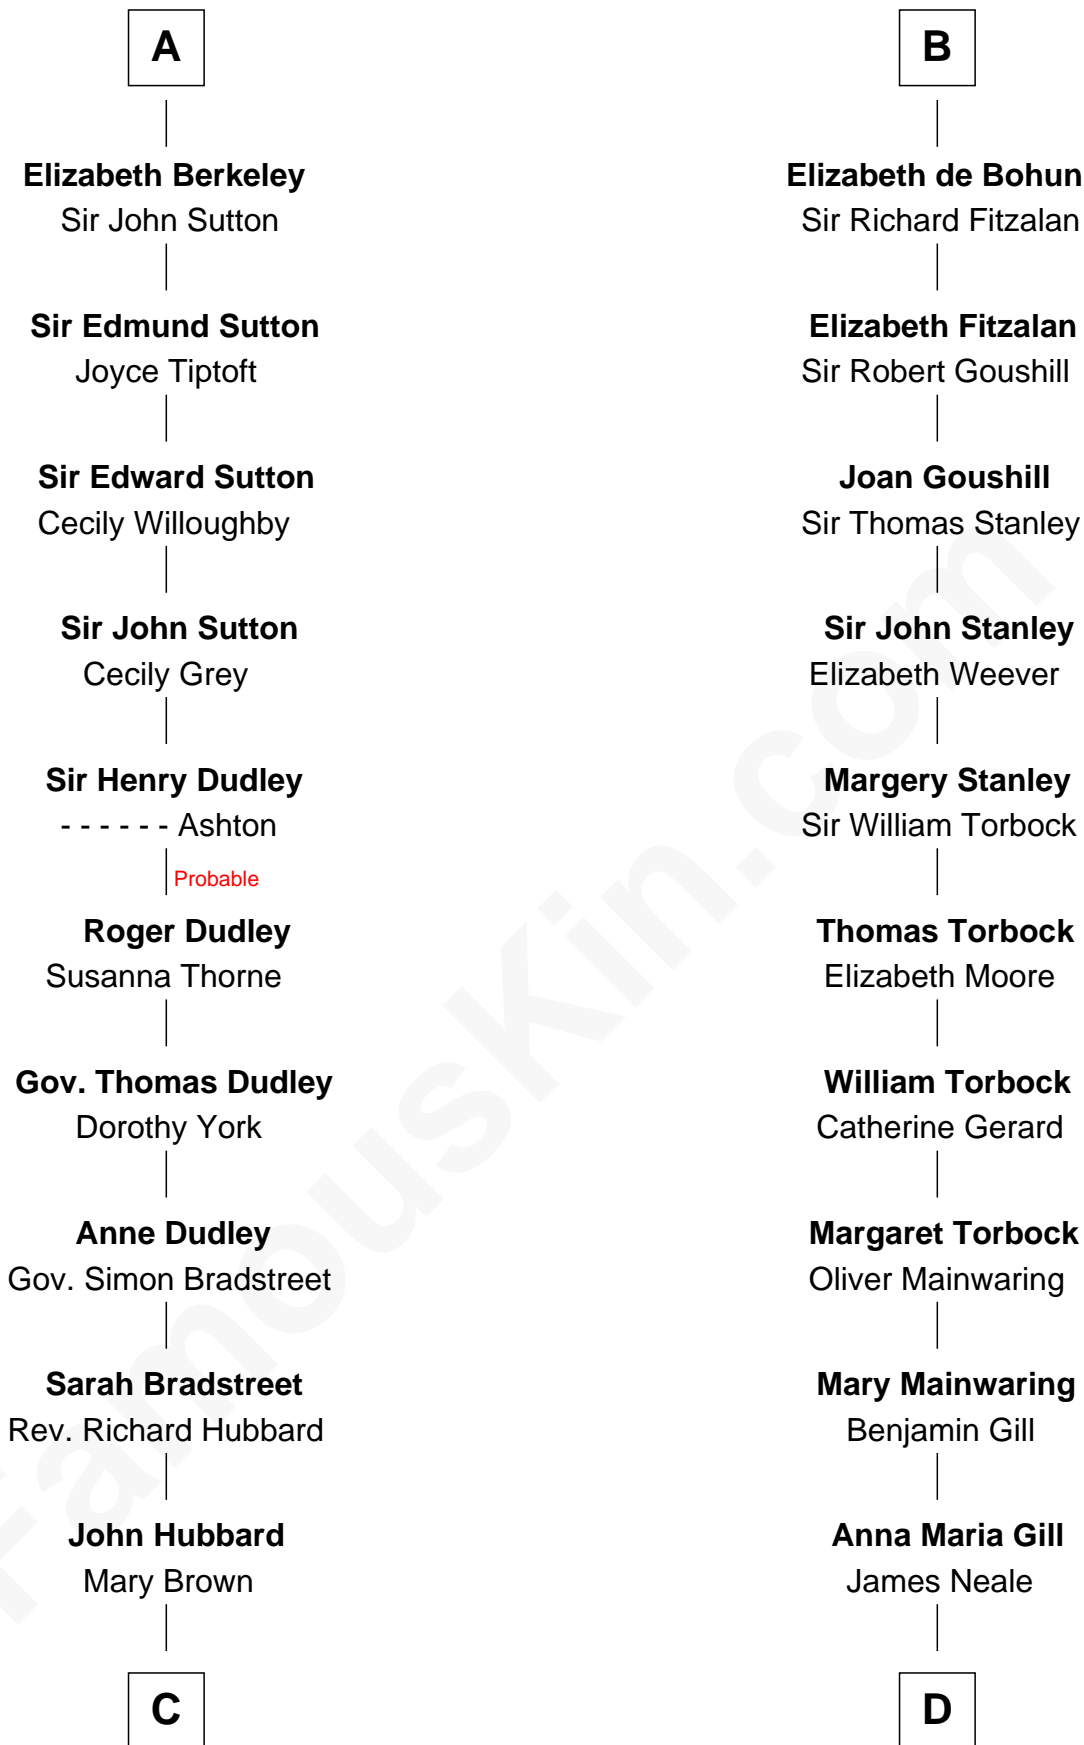 A
Elizabeth Berkeley
Sir John Sutton
Sir Edmund Sutton
Joyce Tiptoft
Sir Edward Sutton
Cecily Willoughby
Sir John Sutton
Cecily Grey
Sir Henry Dudley
- - - - - - Ashton
Probable
Roger Dudley
Susanna Thorne
Gov. Thomas Dudley
Dorothy York
Anne Dudley
Gov. Simon Bradstreet
Sarah Bradstreet
Rev. Richard Hubbard
John Hubbard
Mary Brown
C
B
Elizabeth de Bohun
Sir Richard Fitzalan
Elizabeth Fitzalan
Sir Robert Goushill
Joan Goushill
Sir Thomas Stanley
Sir John Stanley
Elizabeth Weever
Margery Stanley
Sir William Torbock
Thomas Torbock
Elizabeth Moore
William Torbock
Catherine Gerard
Margaret Torbock
Oliver Mainwaring
Mary Mainwaring
Benjamin Gill
Anna Maria Gill
James Neale
D
FamousKin.com